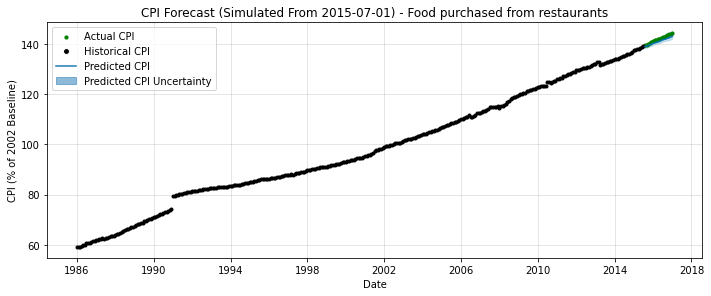 CPI Forecast (Simulated From 2015-07-01) - Food purchased from restaurants
Actual CPI
Historical CPI
Predicted CPI
Predicted CPI Uncertainty
CPI (% of 2002 Baseline)
140
120
100
80
60
1986
1990
1994
1998
2002
2006
2010
2014
2018
Date